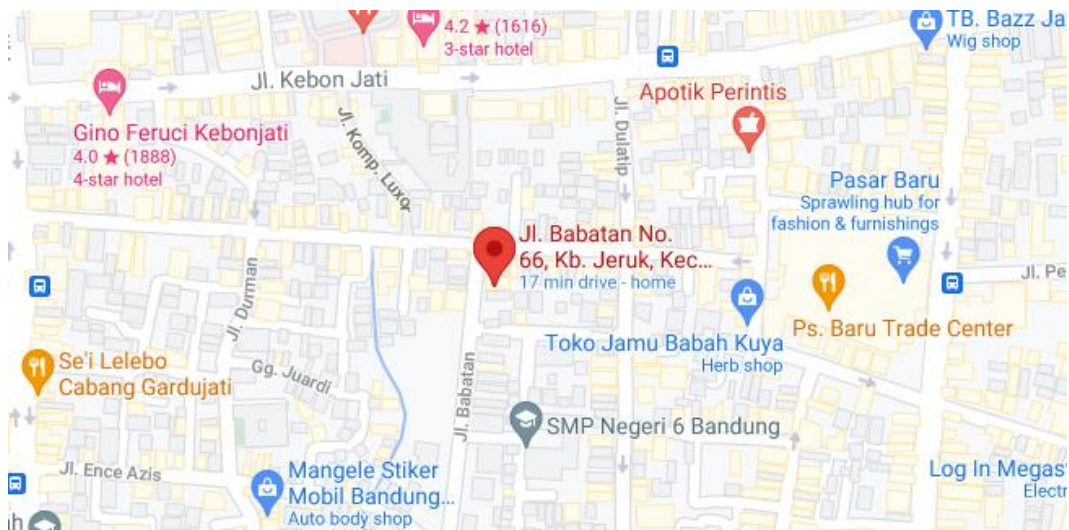 4.2 ★ (1616)
3-star hotel
TB. Bazz Ja
Wig shop
Jl. Kebon Jati
Apotik Perintis
Gino Feruci Kebonjati
4.0 ★ (1888)
4-star hotel
Jl. Komp. Luxor
Jl. Dulatip
Pasar Baru
Sprawling hub for
fashion & furnishings
Jl. Babatan No.
66, Kb. Jeruk, Kec...
17 min drive - home
Jl. Pe
Jl. Durman
Ps. Baru Trade Center
Toko Jamu Babah Kuya
Herb shop
Se'i Lelebo
Cabang Gardujati
Gg. Juardi
Jl. Babatan
SMP Negeri 6 Bandung
Jl. Ence Azis
Mangele Stiker
Mobil Bandung...
Auto body shop
Log In Megast
Electr
ah